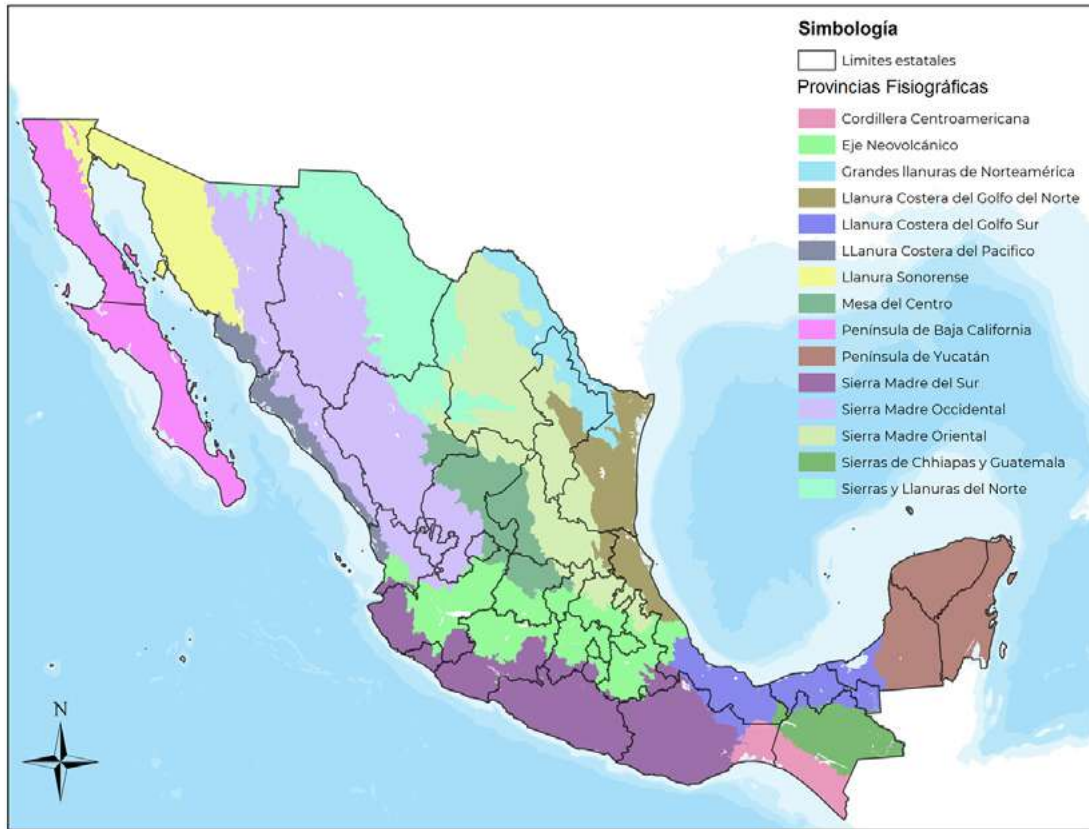 Simbología
Limites estatales
Provincias Fisiográficas
Cordillera Centroamericana
Eje Neovolcánico
Grandes llanuras de Norteamérica
Llanura Costera del Golfo del Norte
Llanura Costera del Golfo Sur
LLanura Costera del Pacifico
Llanura Sonorense
Mesa del Centro
Península de Baja California
Península de Yucatán
Sierra Madre del Sur
Sierra Madre Occidental
Sierra Madre Oriental
Sierras de Chhiapas y Guatemala
Sierras y Llanuras del Norte
N